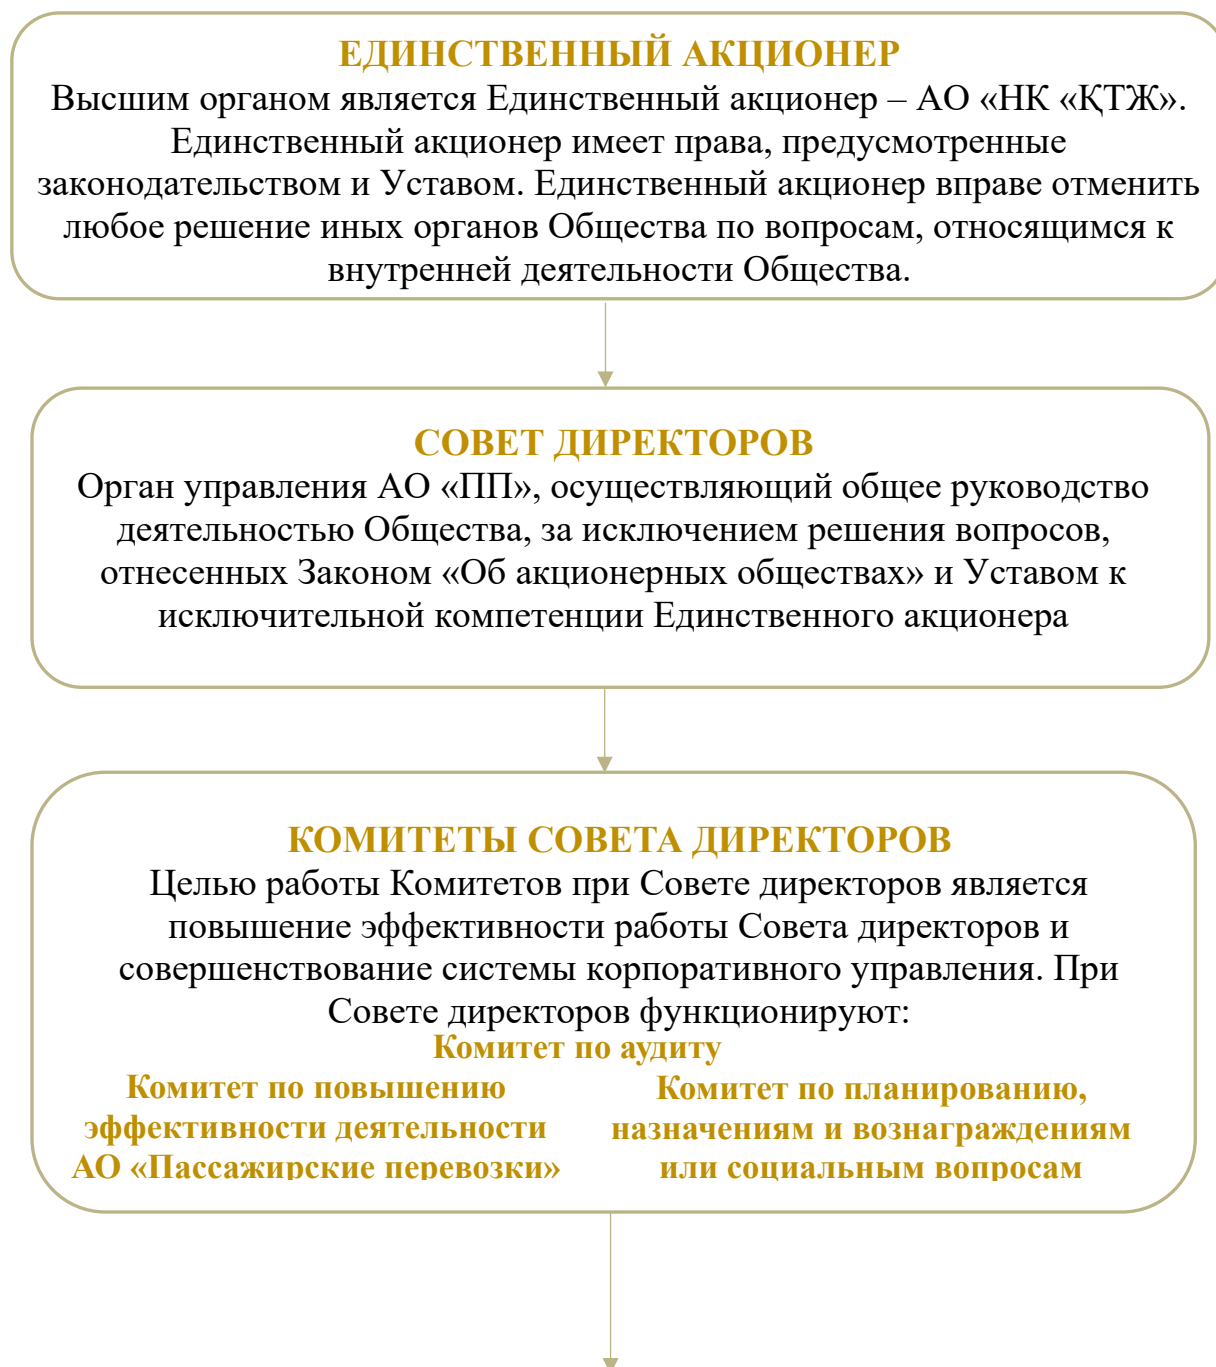 ЕДИНСТВЕННЫЙ АКЦИОНЕР
Высшим органом является Единственный акционер – АО «НК «ҚТЖ».
Единственный акционер имеет права, предусмотренные
законодательством и Уставом. Единственный акционер вправе отменить
любое решение иных органов Общества по вопросам, относящимся к
внутренней деятельности Общества.
СОВЕТ ДИРЕКТОРОВ
Орган управления АО «ПП», осуществляющий общее руководство
деятельностью Общества, за исключением решения вопросов,
отнесенных Законом «Об акционерных обществах» и Уставом к
исключительной компетенции Единственного акционера
КОМИТЕТЫ СОВЕТА ДИРЕКТОРОВ
Целью работы Комитетов при Совете директоров является
повышение эффективности работы Совета директоров и
совершенствование системы корпоративного управления. При
Совете директоров функционируют:
Комитет по аудиту
Комитет по повышению
эффективности деятельности
АО «Пассажирские перевозки»
Комитет по планированию,
назначениям и вознаграждениям
или социальным вопросам